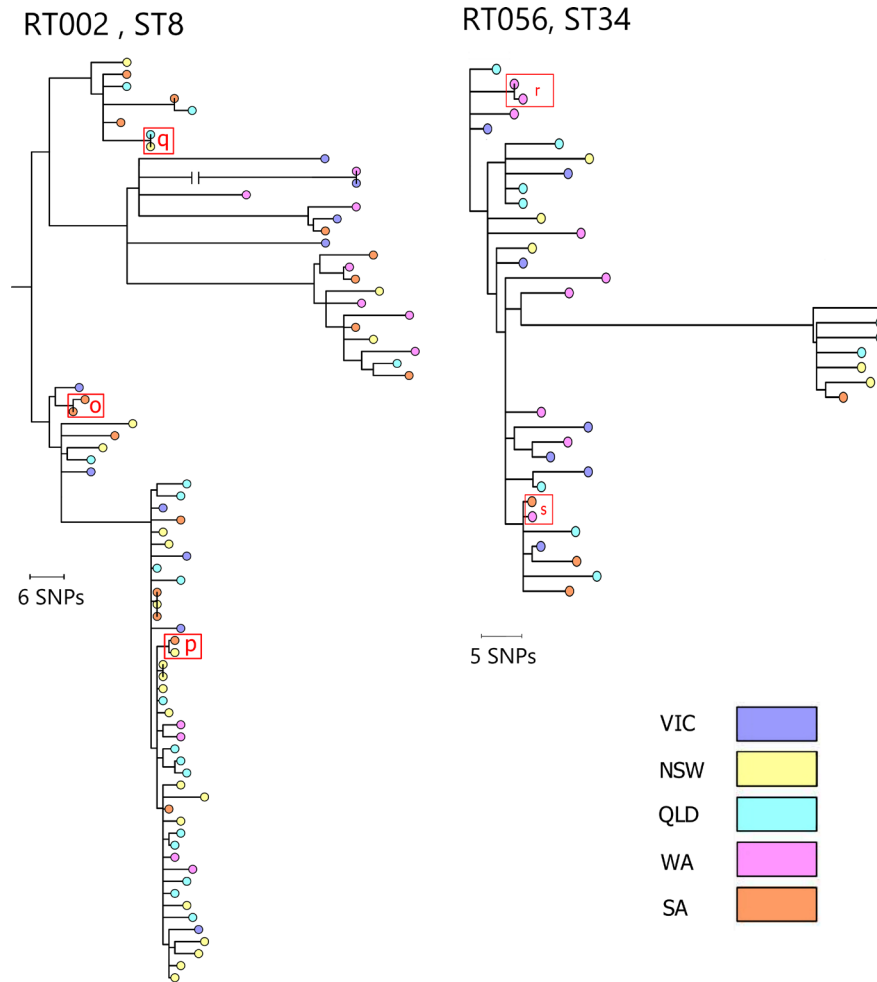 RT002 , ST8
RT056, ST34
r
q
o
s
6 SNPs
p
5 SNPs
VIC
NSW
QLD
WA
SA